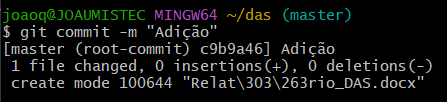 joaoq@JOAUMISTEC MINGW64 ~/das (master)
$ git commit -m "Adição"
[master (root-commit) c9b9a46] Adição
 1 file changed, 0 insertions(+), 0 deletions(-)
 create mode 100644 "Relat\303\263rio_DAS.docx"